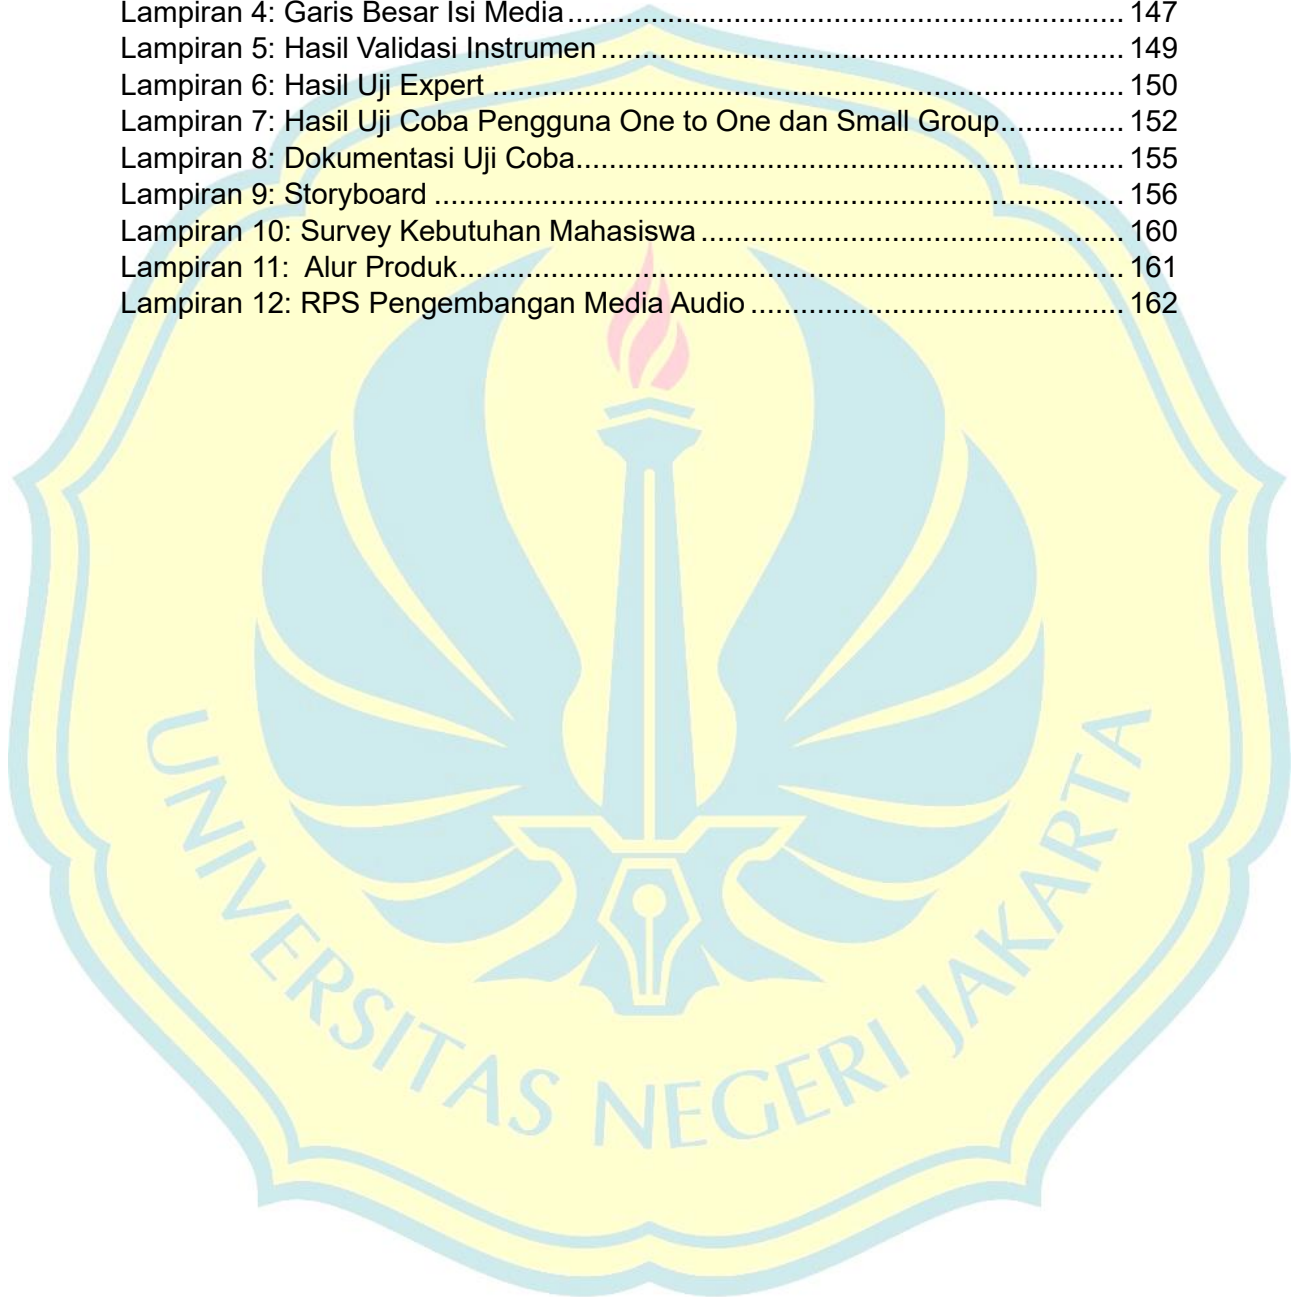 Lampiran 4: Garis Besar Isi Media.................................................................... 147
Lampiran 5: Hasil Validasi Instrumen................................................................ 149
Lampiran 6: Hasil Uji Expert ............................................................................. 150
Lampiran 7: Hasil Uji Coba Pengguna One to One dan Small Group............... 152
Lampiran 8: Dokumentasi Uji Coba................................................................... 155
Lampiran 9: Storyboard .................................................................................... 156
Lampiran 10: Survey Kebutuhan Mahasiswa .................................................... 160
Lampiran 11:  Alur Produk................................................................................. 161
Lampiran 12: RPS Pengembangan Media Audio .............................................. 162
UNIVERSITAS NEGERI JAKARTA